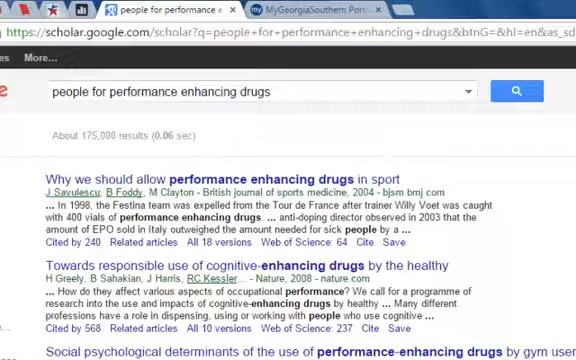 people for performance e × MyGeorgiaSouthern Por ×
https://scholar.google.com/scholar?q=people+for+performance+enhancing+drugs&btnG=&hl=en&as_sd
es More...
people for performance enhancing drugs
About 175,000 results (0.06 sec)
Why we should allow performance enhancing drugs in sport
J Savulescu, B Foddy, M Clayton - British journal of sports medicine, 2004 - bjsm.bmj.com
... In 1998, the Festina team was expelled from the Tour de France after trainer Willy Voet was caught
with 400 vials of performance enhancing drugs. ... anti-doping director observed in 2003 that the
amount of EPO sold in Italy outweighed the amount needed for sick people by a ...
Cited by 240 Related articles All 18 versions Web of Science: 64 Cite Save
Towards responsible use of cognitive-enhancing drugs by the healthy
H Greely, B Sahakian, J Harris, RC Kessler... - Nature, 2008 - nature.com
... How do they affect various aspects of occupational performance? We call for a programme of
research into the use and impacts of cognitive-enhancing drugs by healthy ... Many different
professions have a role in dispensing, using or working with people who use cognitive ...
Cited by 568 Related articles All 10 versions Web of Science: 237 Cite Save
Social psychological determinants of the use of performance-enhancing drugs by gym user